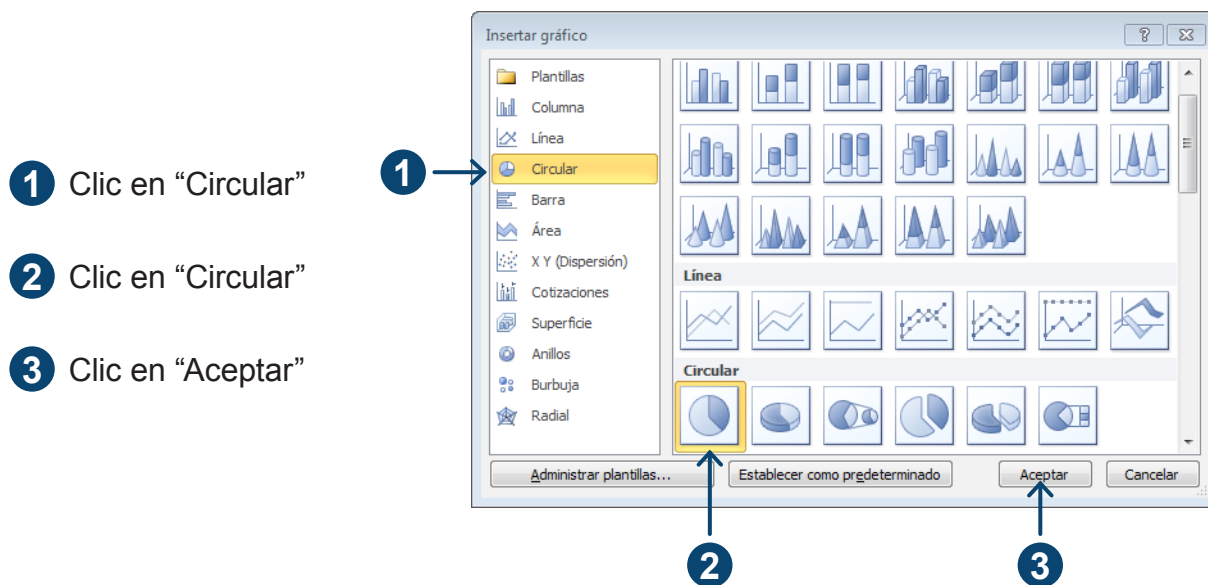 1 Clic en “Circular”
2 Clic en “Circular”
3 Clic en “Aceptar”
Insertar gráfico
1
Plantillas
Columna
Línea
Circular
Barra
Área
X Y (Dispersión)
Cotizaciones
Superficie
Anillos
Burbuja
Radial
Línea
Circular
Administrar plantillas...
Establecer como predeterminado
Aceptar
Cancelar
2
3